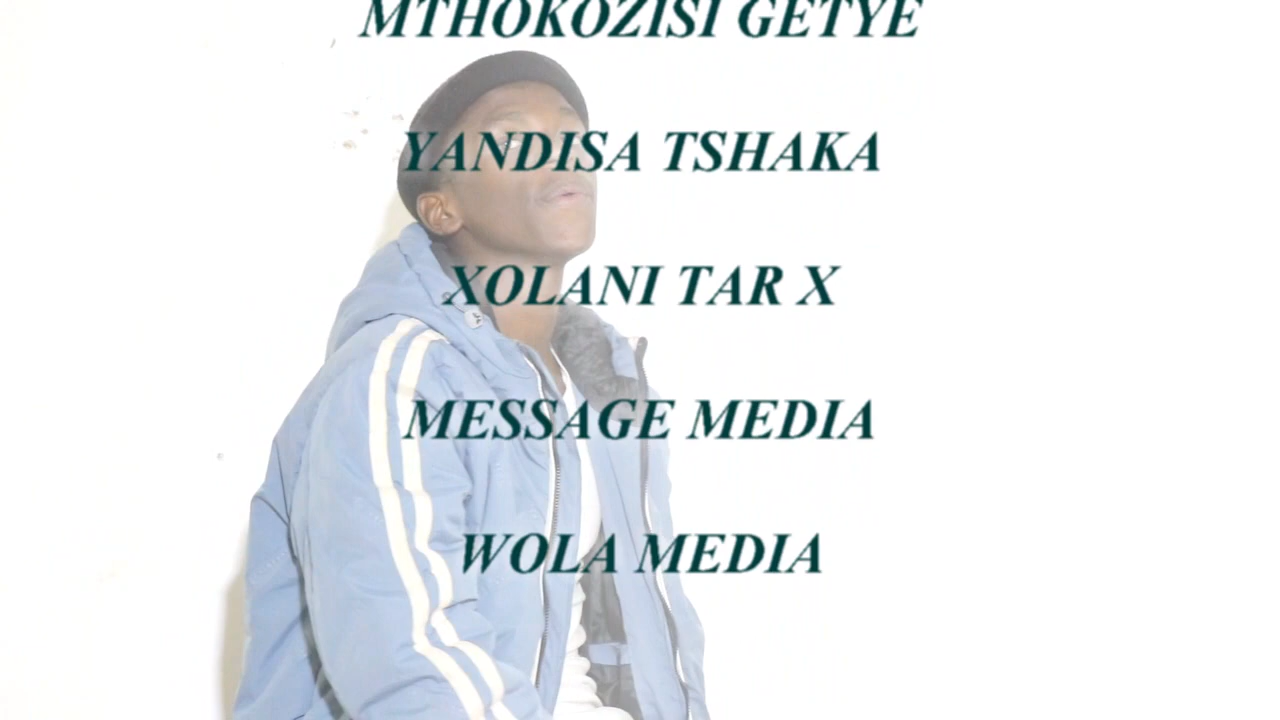 MTHOKOZISI GETYE
YANDISA TSHAKA
XOLANI TAR X
MESSAGE MEDIA
WOLA MEDIA